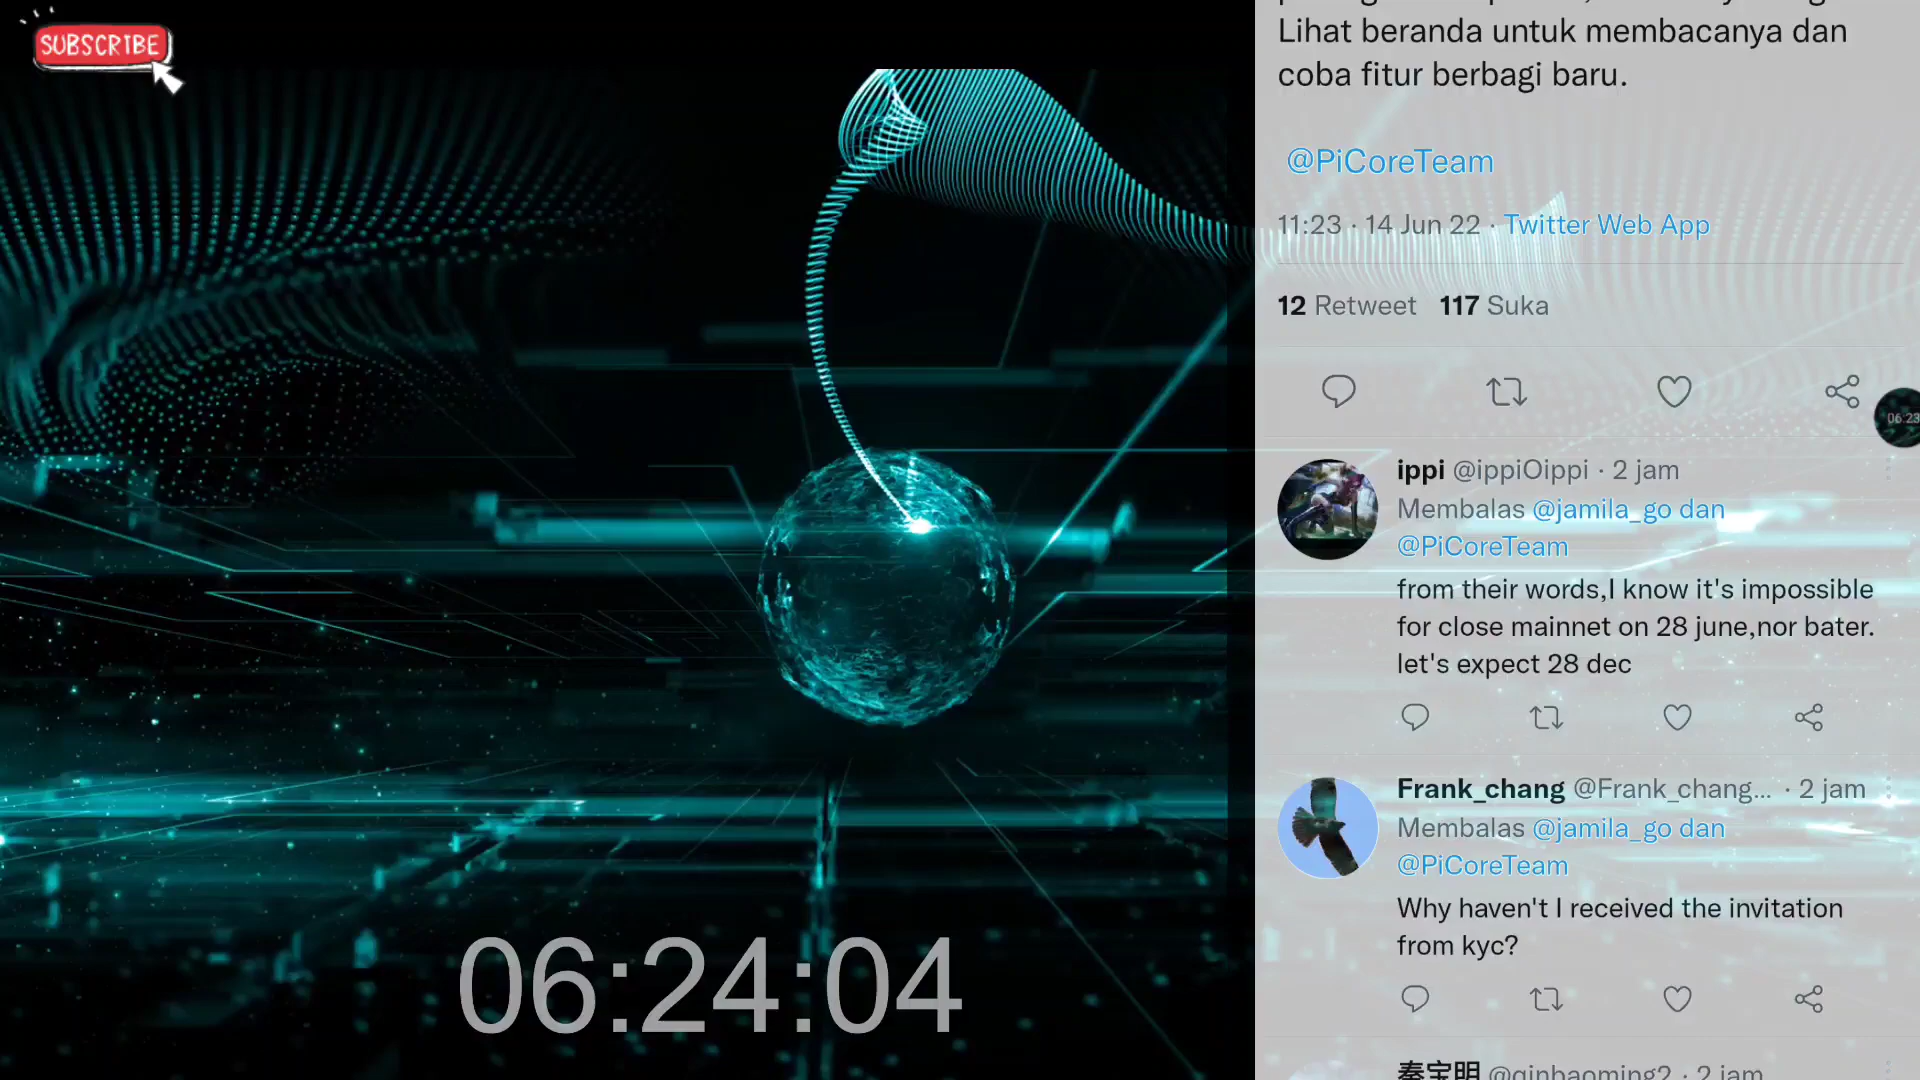 SUBSCRIBE
Lihat beranda untuk membacanya dan
coba fitur berbagi baru.
@PiCoreTeam
11:23 · 14 Jun 22 · Twitter Web App
12 Retweet 117 Suka
06:23
ippi @ippiOippi · 2 jam
Membalas @jamila_go dan
@PiCoreTeam
from their words,I know it's impossible
for close mainnet on 28 june,nor bater.
let's expect 28 dec
Frank_chang @Frank_chang... · 2 jam
Membalas @jamila_go dan
@PiCoreTeam
Why haven't I received the invitation
from kyc?
秦宝明 @qinbaoming2 · 2 jam
06:24:04